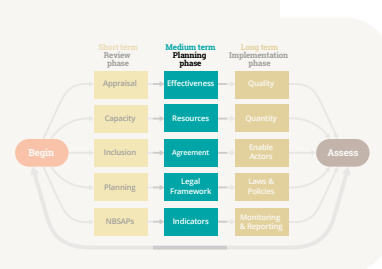 Short term
Review
phase
Medium term
Planning
phase
Long term
Implementation
phase
Appraisal
Effectiveness
Quality
Capacity
Resources
Quantity
Begin
Inclusion
Agreement
Enable
Actors
Assess
Planning
Legal
Framework
Laws &
Policies
NBSAPs
Indicators
Monitoring
& Reporting